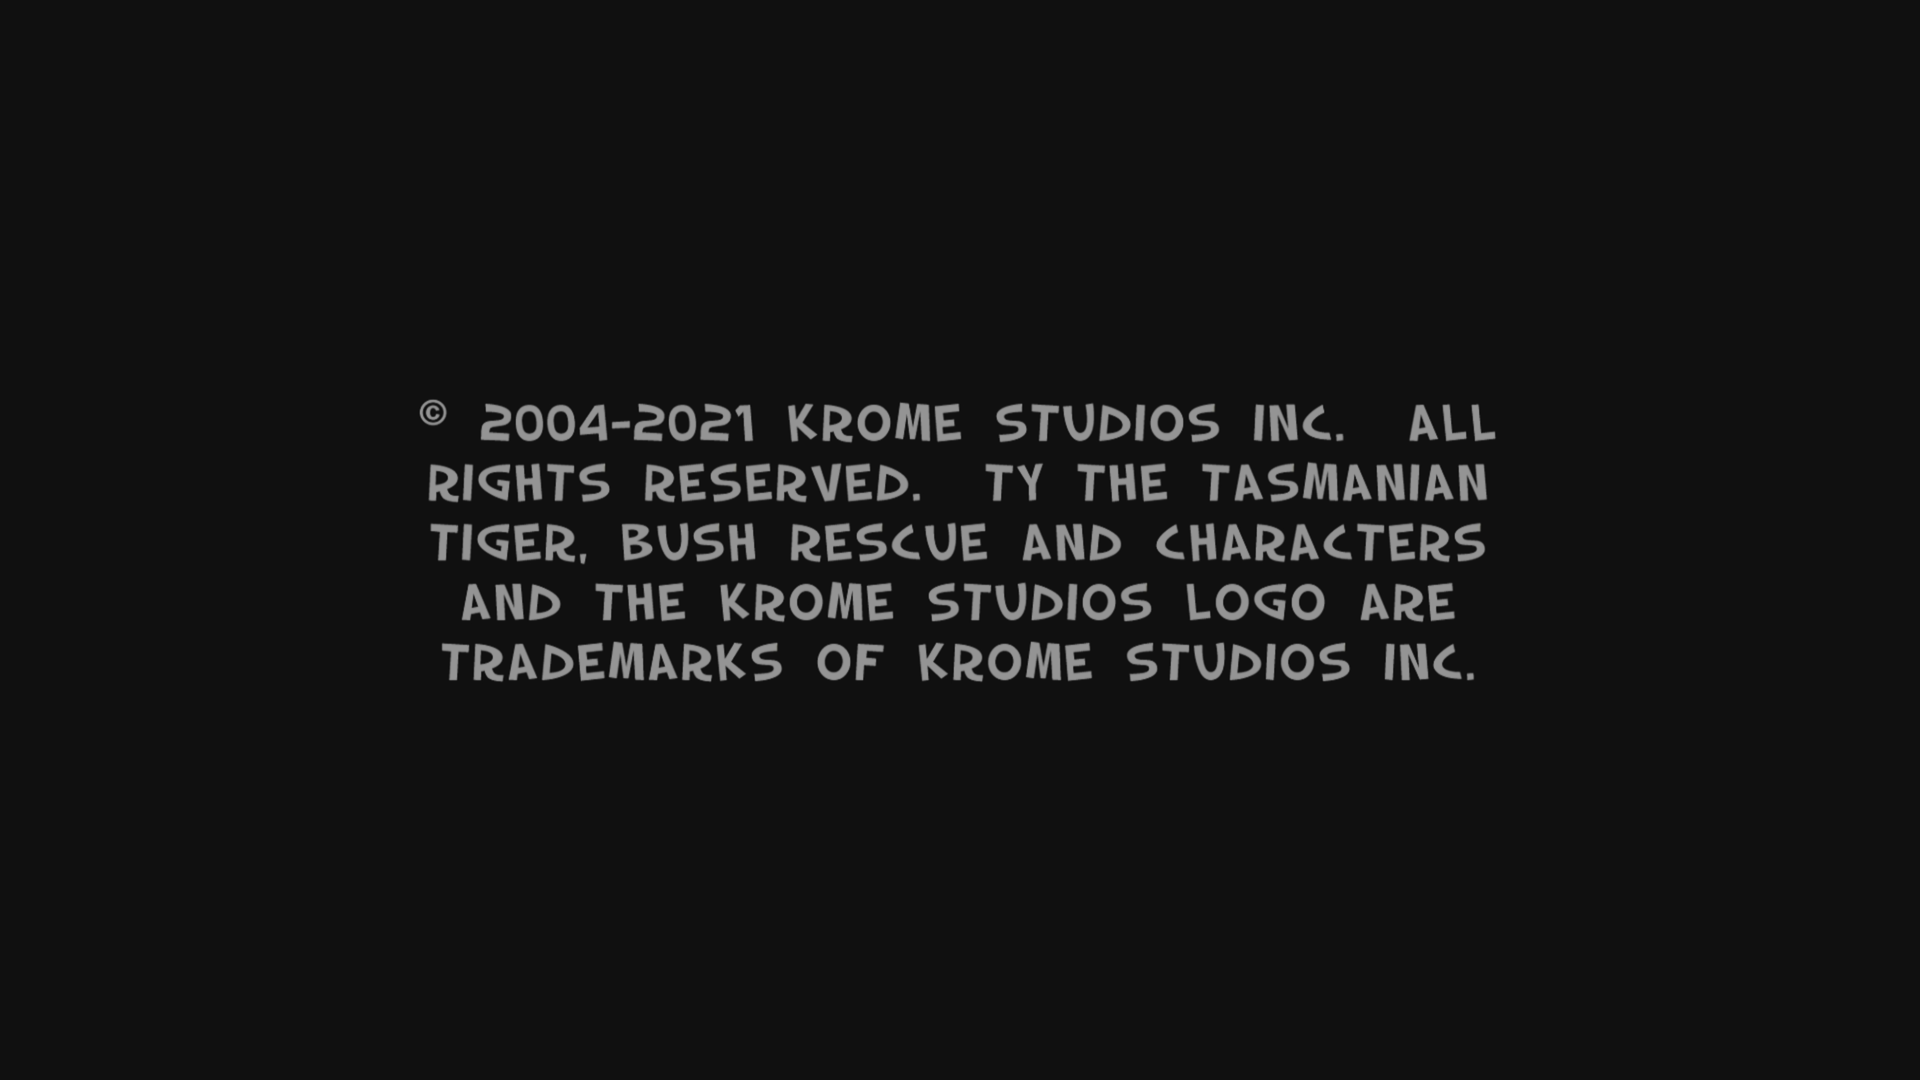 © 2004-2021 KROME STUDIOS INC. ALL
RIGHTS RESERVED. TY THE TASMANIAN
TIGER, BUSH RESCUE AND CHARACTERS
AND THE KROME STUDIOS LOGO ARE
TRADEMARKS OF KROME STUDIOS INC.